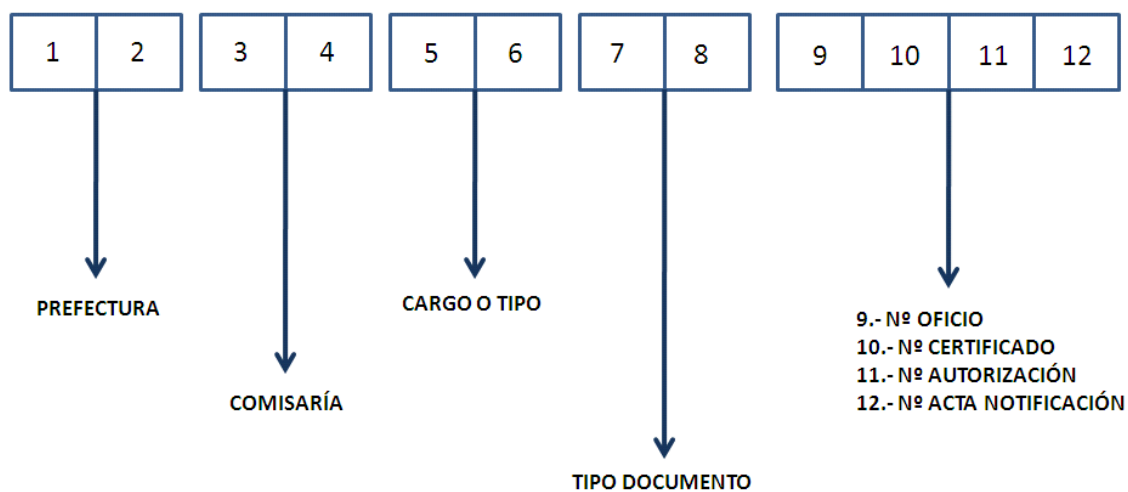 1 2 3 4 5 6 7 8 9 10 11 12
PREFECTURA
COMISARÍA
CARGO O TIPO
TIPO DOCUMENTO
9.- Nº OFICIO
10.- Nº CERTIFICADO
11.- Nº AUTORIZACIÓN
12.- Nº ACTA NOTIFICACIÓN